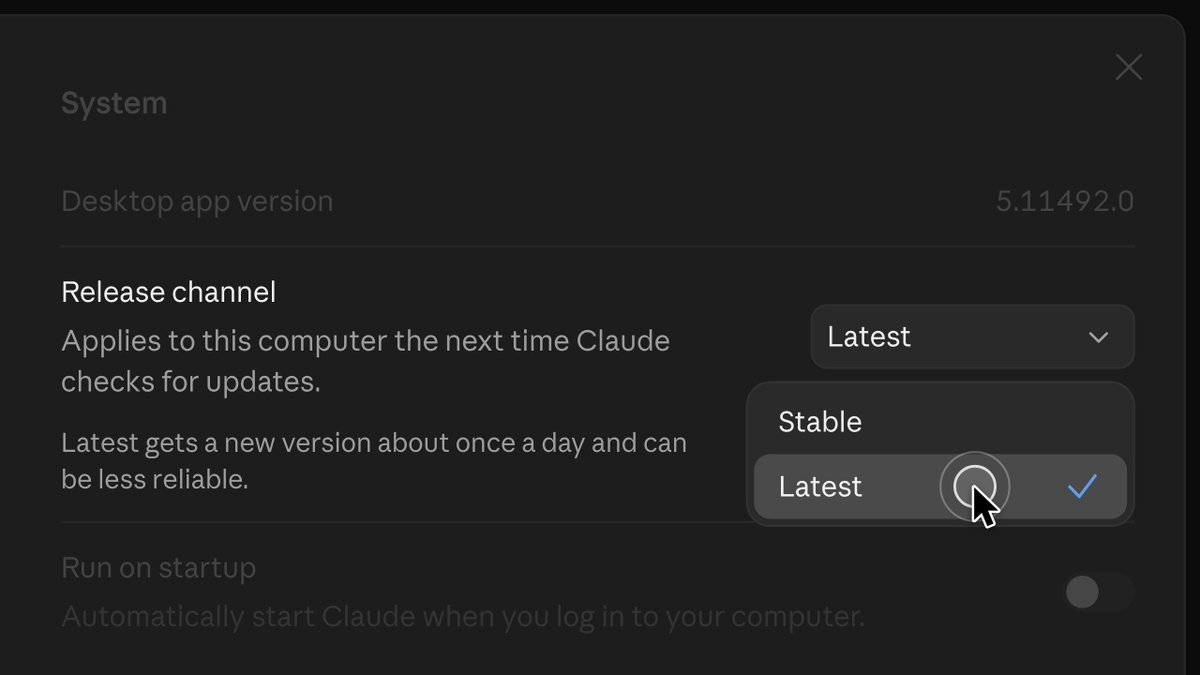 System
Desktop app version
5.11492.0
Release channel
Applies to this computer the next time Claude
checks for updates.
Latest gets a new version about once a day and can
be less reliable.
Latest
Stable
Latest
Run on startup
Automatically start Claude when you log in to your computer.